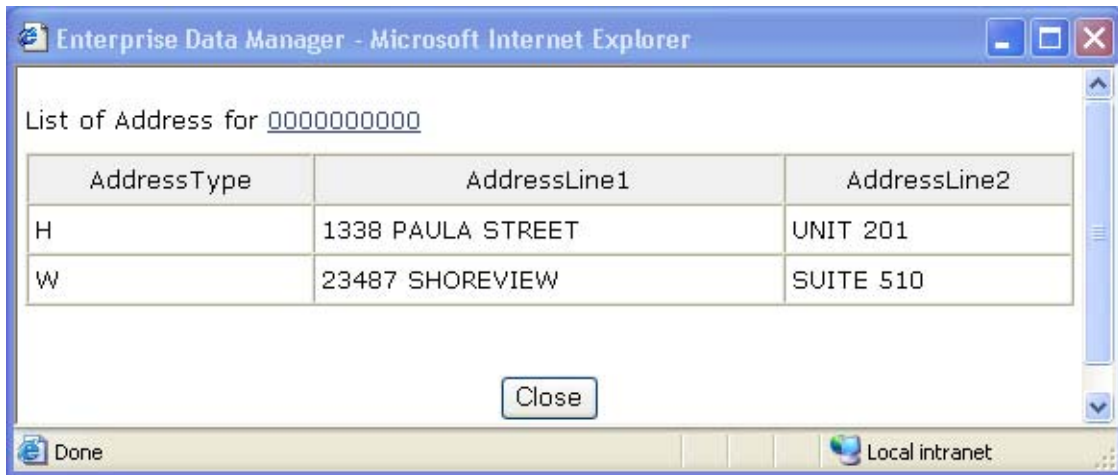 Enterprise Data Manager - Microsoft Internet Explorer
List of Address for 0000000000
AddressType AddressLine1 AddressLine2
H 1338 PAULA STREET UNIT 201
W 23487 SHOREVIEW SUITE 510
Close
Done Local intranet